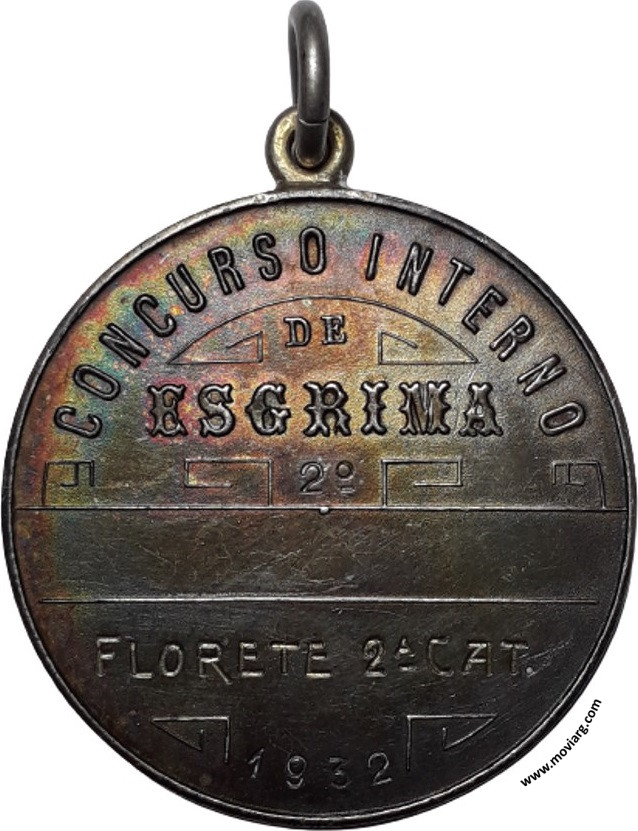 CONCURSO INTERNO
DE
ESGRIMA
2º
FLORETE 2ª CAT.
1932
www.moviarg.com